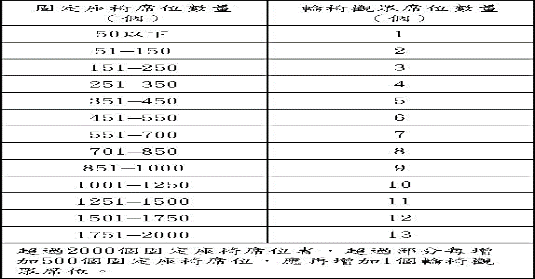 固定座椅席位數量 輪椅觀眾席位數量
(個) (個)
50以下 1
51—150 2
151—250 3
251—350 4
351—450 5
451—550 6
551—700 7
701—850 8
851—1000 9
1001—1250 10
1251—1500 11
1501—1750 12
1751—2000 13
超過2000個固定座椅席位者,超過部分每增
加500個固定座椅席位,應再增加1個輪椅觀
眾席位。